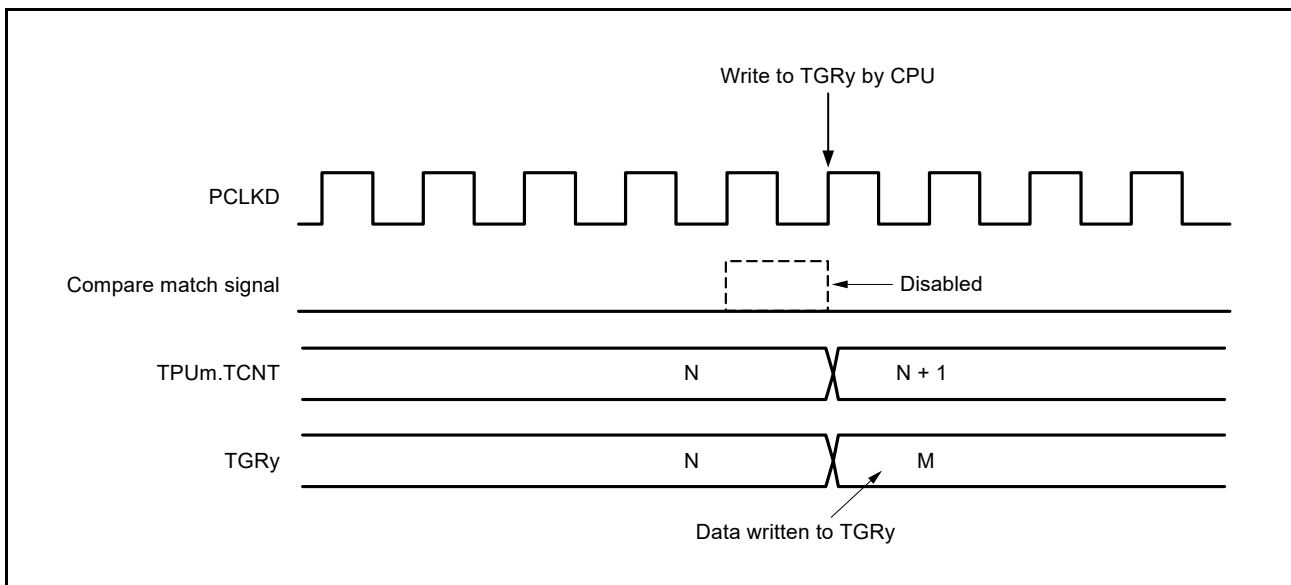 Write to TGRy by CPU
PCLKD
Compare match signal
Disabled
TPUm.TCNT
N
N + 1
TGRy
N
M
Data written to TGRy